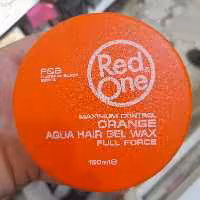 Red
One
MAXIMUM CONTROL
ORANGE
AQUA HAIR GEL WAX
FULL FORCE
150ml℮